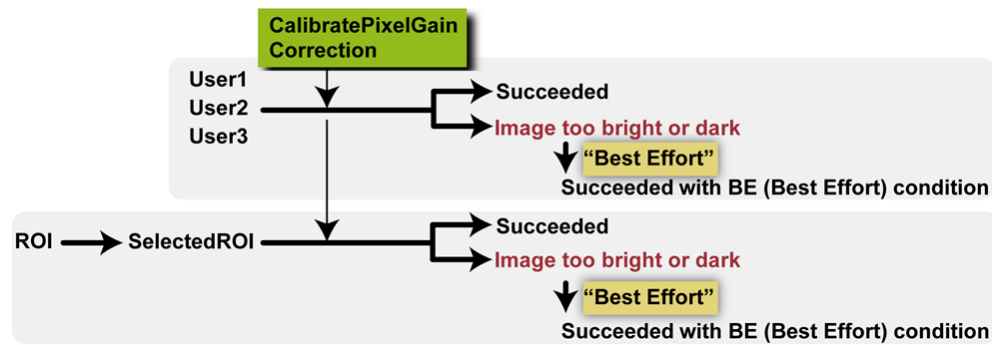 CalibratePixelGain
Correction
User1
User2
User3
Succeeded
Image too bright or dark
“Best Effort”
Succeeded with BE (Best Effort) condition
ROI
SelectedROI
Succeeded
Image too bright or dark
“Best Effort”
Succeeded with BE (Best Effort) condition